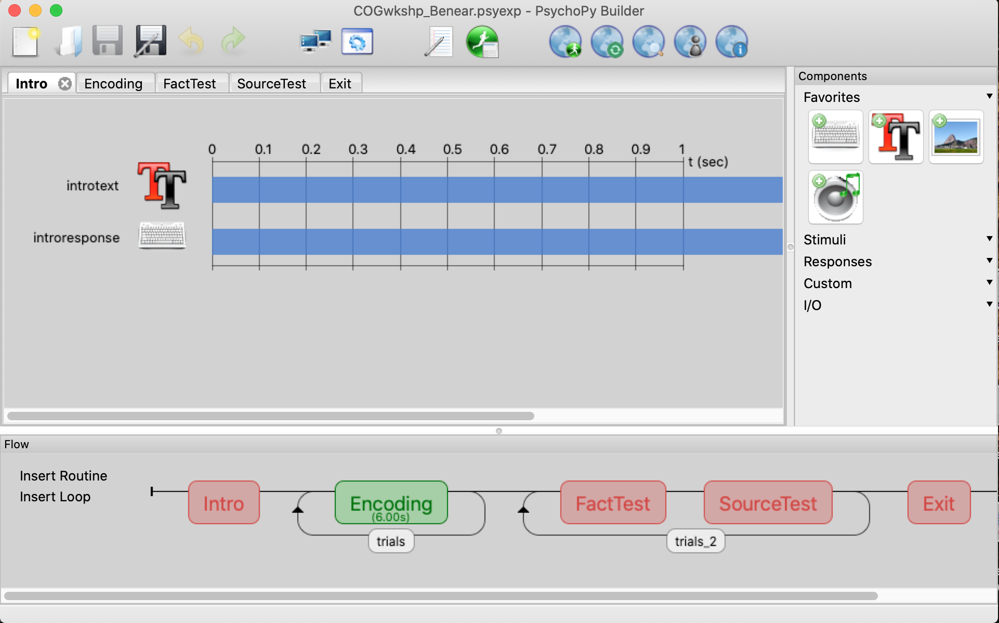 COGwkshp_Benear.psyexp - PsychoPy Builder
Intro Encoding FactTest SourceTest Exit
Components
Favorites
0 0.1 0.2 0.3 0.4 0.5 0.6 0.7 0.8 0.9 1
t (sec)
introtext
introresponse
Stimuli
Responses
Custom
I/O
Flow
Insert Routine
Insert Loop
Intro
Encoding
(6.00s)
trials
FactTest
SourceTest
trials_2
Exit